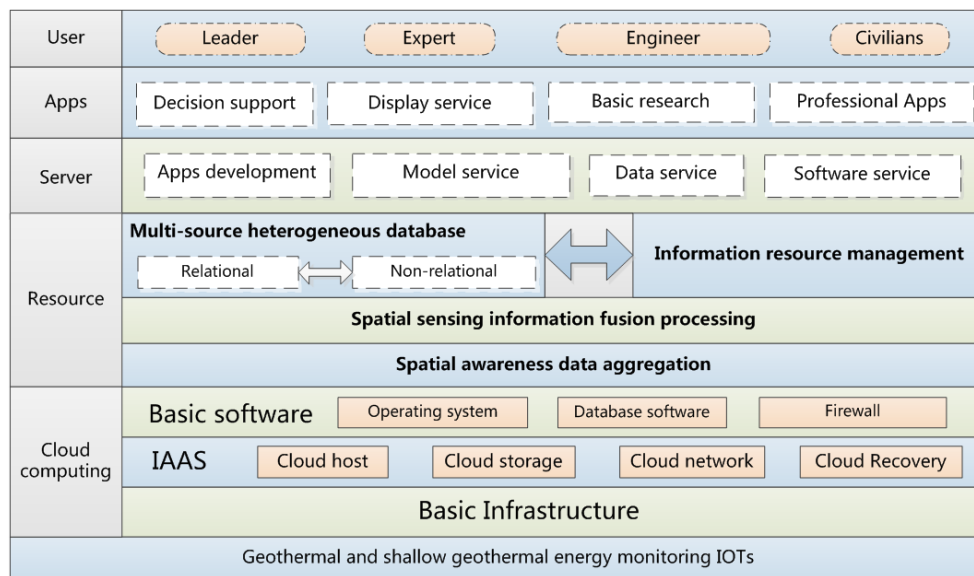 User
Leader
Expert
Engineer
Civilians
Apps
Decision support
Display service
Basic research
Professional Apps
Server
Apps development
Model service
Data service
Software service
Resource
Multi-source heterogeneous database
Relational
Non-relational
Information resource management
Spatial sensing information fusion processing
Spatial awareness data aggregation
Cloud
computing
Basic software
Operating system
Database software
Firewall
IAAS
Cloud host
Cloud storage
Cloud network
Cloud Recovery
Basic Infrastructure
Geothermal and shallow geothermal energy monitoring IOTs